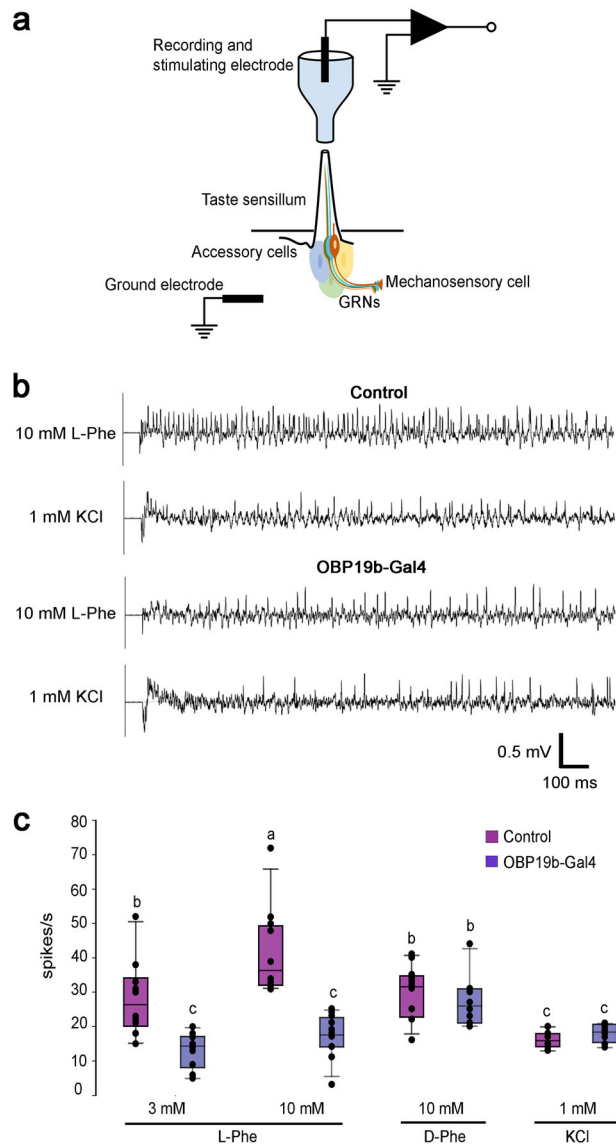 a
Recording and
stimulating electrode
Taste sensillum
Accessory cells
Ground electrode
Mechanosensory cell
GRNs
b
Control
10 mM L-Phe
1 mM KCl
OBP19b-Gal4
10 mM L-Phe
1 mM KCl
0.5 mV
100 ms
c
80
70
60
50
40
30
20
10
0
spikes/s
Control
OBP19b-Gal4
b
c
a
c
b
b
c
c
3 mM
10 mM
10 mM
1 mM
L-Phe
D-Phe
KCl